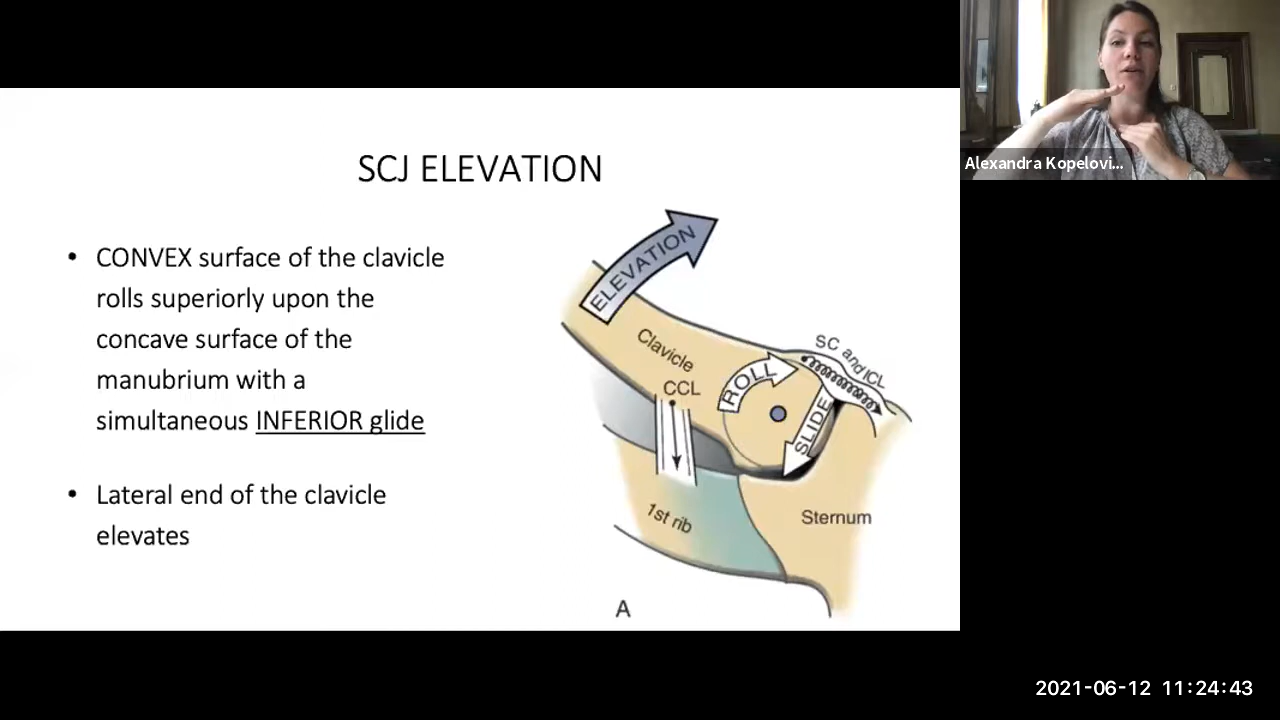 SCJ ELEVATION
• CONVEX surface of the clavicle
rolls superiorly upon the
concave surface of the
manubrium with a
simultaneous INFERIOR glide
• Lateral end of the clavicle
elevates
ELEVATION
Clavicle
SC and ICL
CCL
ROLL
SLIDE
1st rib
Sternum
A
Alexandra Kopelovi...
2021-06-12 11:24:43